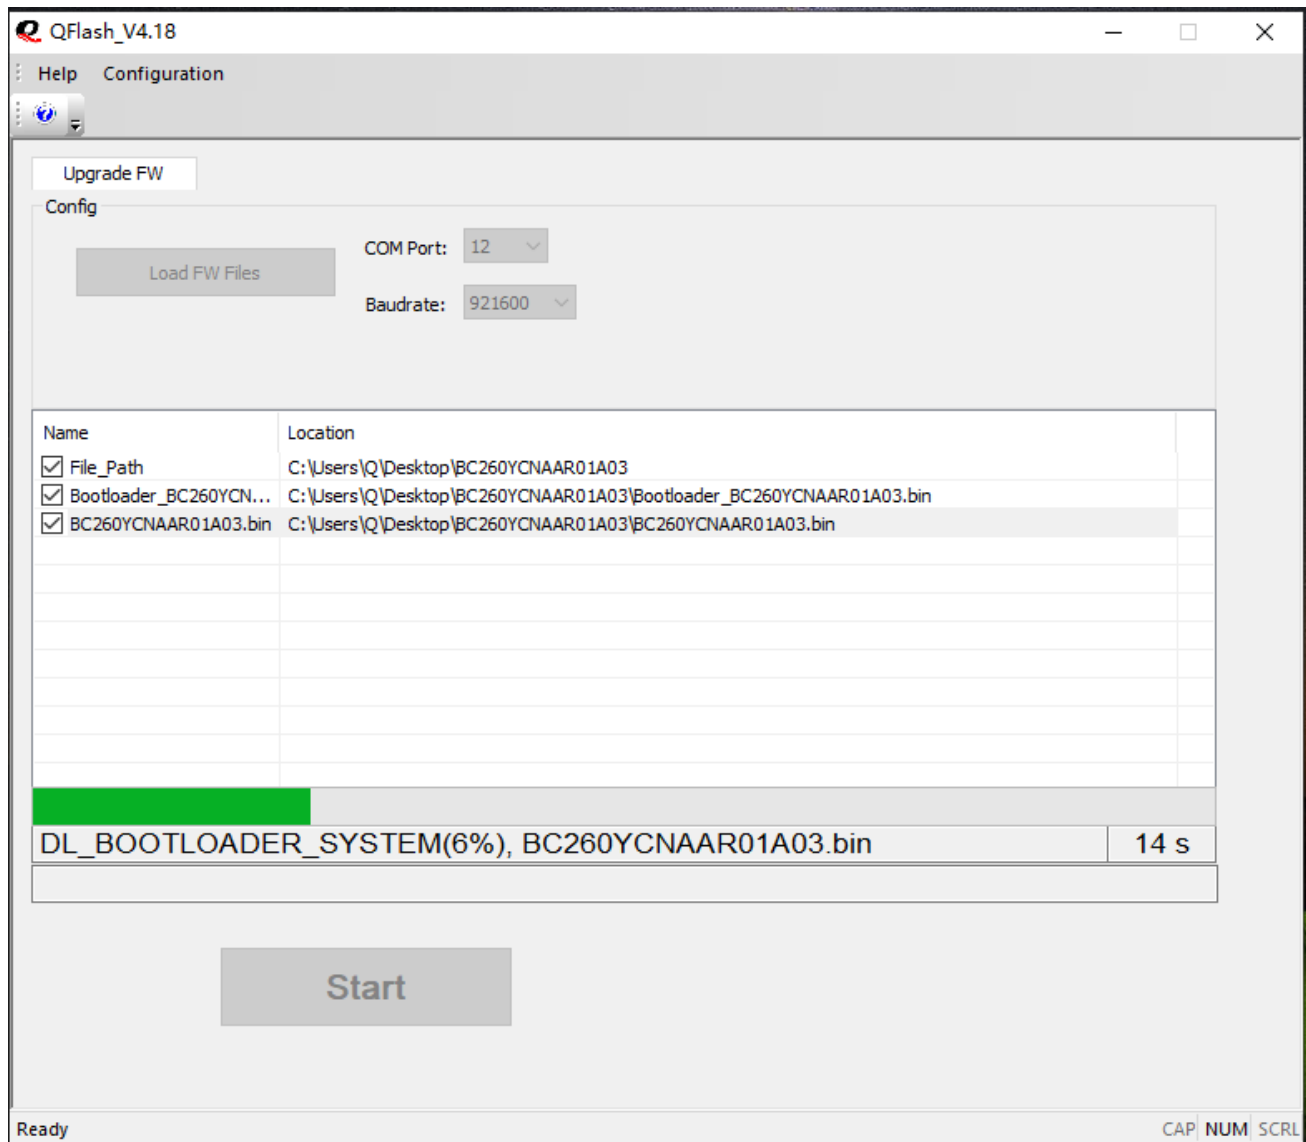 QFlash_V4.18
Help Configuration
Upgrade FW
Config
Load FW Files
COM Port: 12
Baudrate: 921600
Name Location
File_Path C:\Users\Q\Desktop\BC260YCNAAR01A03
Bootloader_BC260YCN... C:\Users\Q\Desktop\BC260YCNAAR01A03\Bootloader_BC260YCNAAR01A03.bin
BC260YCNAAR01A03.bin C:\Users\Q\Desktop\BC260YCNAAR01A03\BC260YCNAAR01A03.bin
DL_BOOTLOADER_SYSTEM(6%), BC260YCNAAR01A03.bin 14 s
Start
Ready CAP NUM SCRL